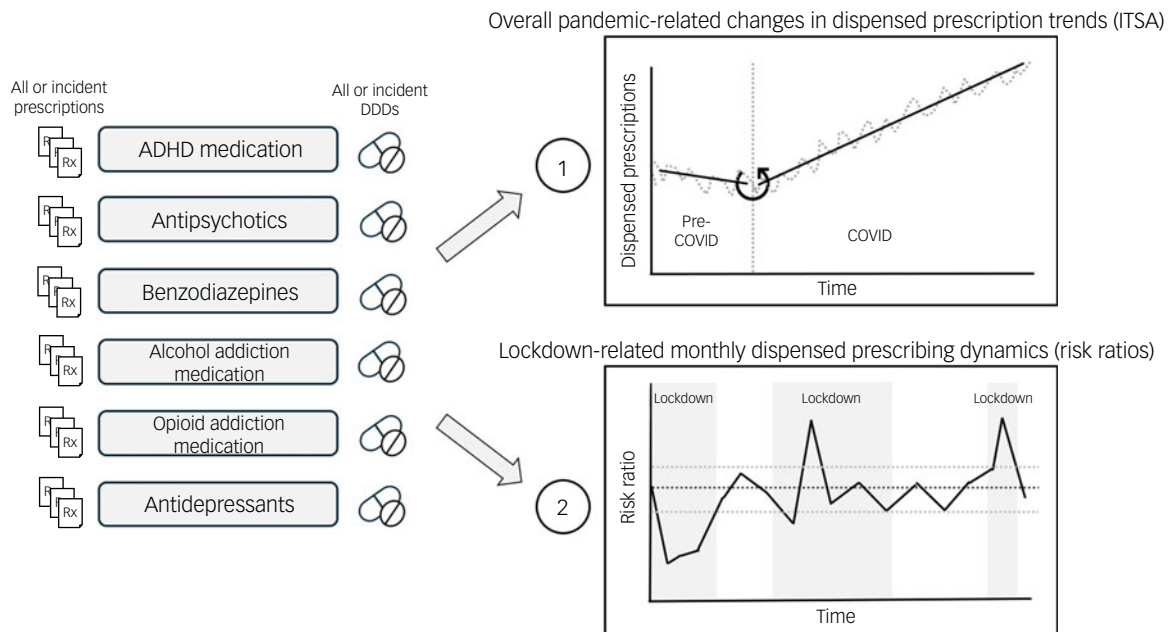 Overall pandemic-related changes in dispensed prescription trends (ITSA)
All or incident
prescriptions
All or incident
DDDs
Rx
ADHD medication
Rx
Antipsychotics
Rx
Benzodiazepines
Rx
Alcohol addiction
medication
Rx
Opioid addiction
medication
Rx
Antidepressants
1
Dispensed prescriptions
Pre-
COVID
COVID
Time
2
Lockdown-related monthly dispensed prescribing dynamics (risk ratios)
Risk ratio
Lockdown
Lockdown
Lockdown
Time